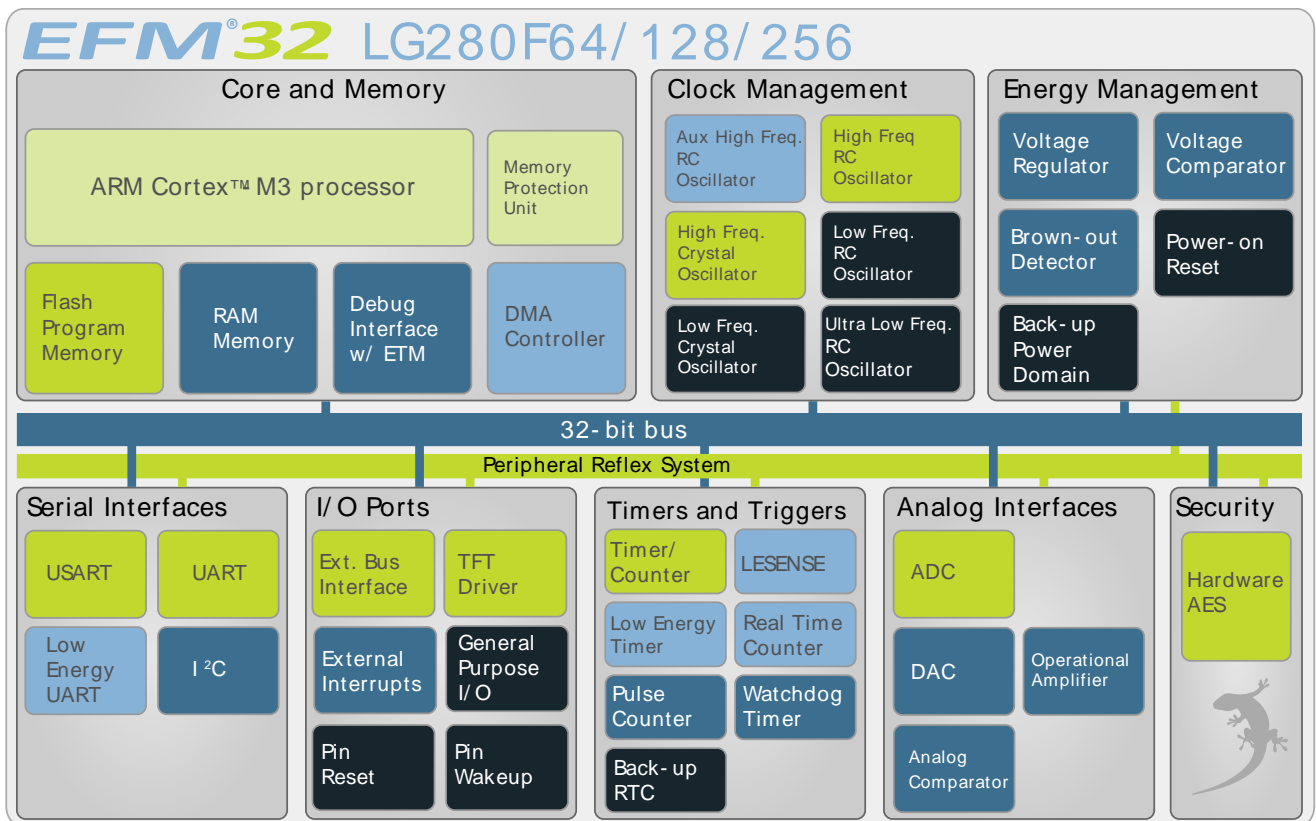 EFM®32 LG280F64/128/256
Core and Memory
ARM Cortex™ M3 processor
Memory
Protection
Unit
Flash
Program
Memory
RAM
Memory
Debug
Interface
w/ ETM
DMA
Controller
Clock Management
Aux High Freq.
RC
Oscillator
High Freq
RC
Oscillator
High Freq.
Crystal
Oscillator
Low Freq.
RC
Oscillator
Low Freq.
Crystal
Oscillator
Ultra Low Freq.
RC
Oscillator
Energy Management
Voltage
Regulator
Voltage
Comparator
Brown-out
Detector
Power-on
Reset
Back-up
Power
Domain
32-bit bus
Peripheral Reflex System
Serial Interfaces
USART
UART
Low
Energy
UART
I²C
I/O Ports
Ext. Bus
Interface
TFT
Driver
External
Interrupts
General
Purpose
I/O
Pin
Reset
Pin
Wakeup
Timers and Triggers
Timer/
Counter
LESENSE
Low Energy
Timer
Real Time
Counter
Pulse
Counter
Watchdog
Timer
Back-up
RTC
Analog Interfaces
ADC
DAC
Operational
Amplifier
Analog
Comparator
Security
Hardware
AES